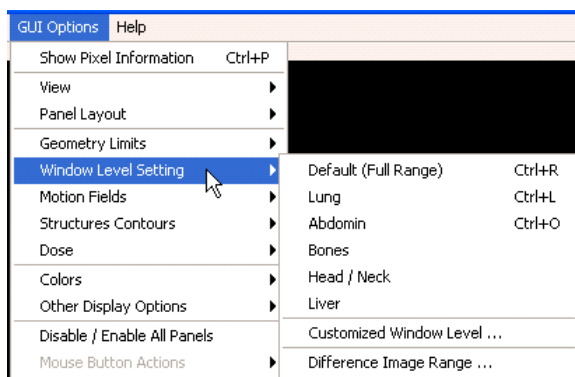 GUI Options Help
Show Pixel Information Ctrl+P
View
Panel Layout
Geometry Limits
Window Level Setting
Motion Fields
Structures Contours
Dose
Colors
Other Display Options
Disable / Enable All Panels
Mouse Button Actions
Default (Full Range) Ctrl+R
Lung Ctrl+L
Abdomin Ctrl+O
Bones
Head / Neck
Liver
Customized Window Level ...
Difference Image Range ...